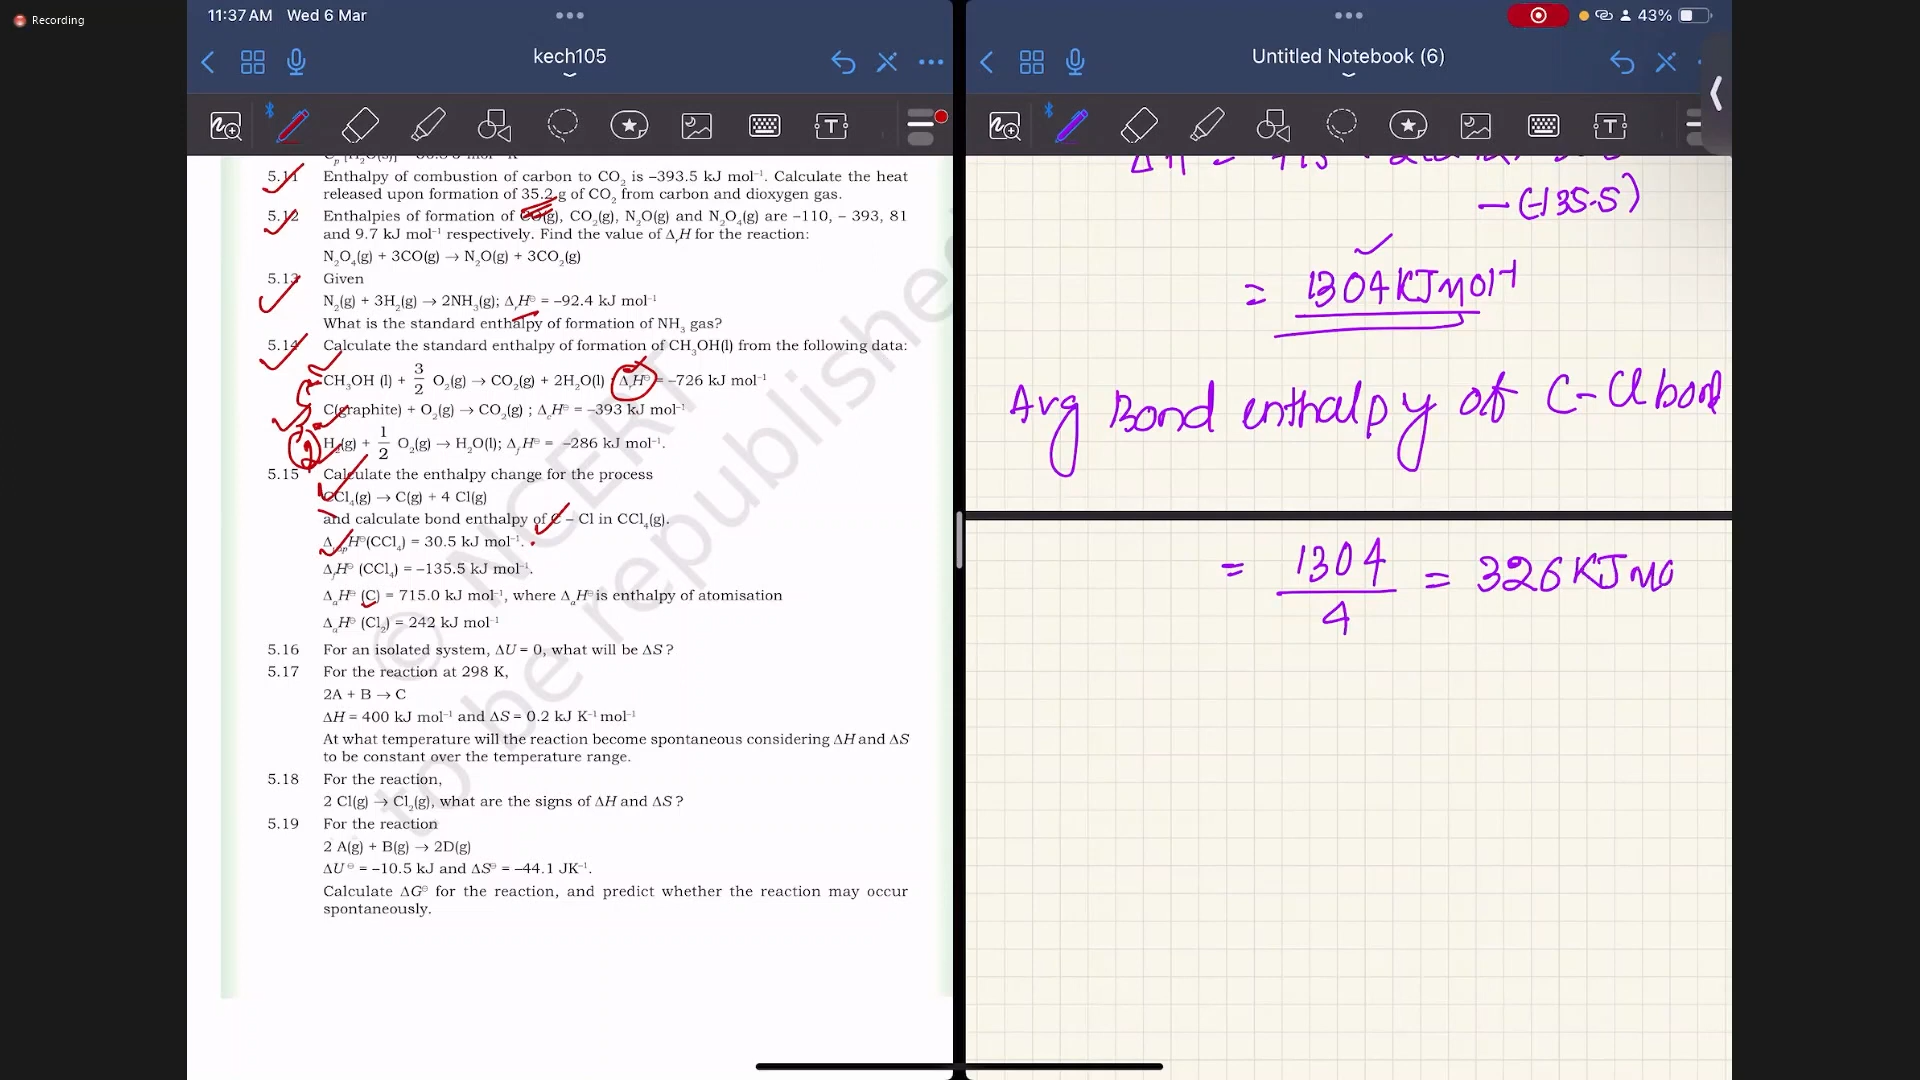 Recording
11:37 AM Wed 6 Mar
43%
kech105
Untitled Notebook (6)
5.11 Enthalpy of combustion of carbon to CO₂ is –393.5 kJ mol⁻¹. Calculate the heat
released upon formation of 35.2 g of CO₂ from carbon and dioxygen gas.
5.12 Enthalpies of formation of CO(g), CO₂(g), N₂O(g) and N₂O₄(g) are –110, – 393, 81
and 9.7 kJ mol⁻¹ respectively. Find the value of ΔᵣH for the reaction:
N₂O₄(g) + 3CO(g) → N₂O(g) + 3CO₂(g)
5.13 Given
N₂(g) + 3H₂(g) → 2NH₃(g); ΔᵣH⊖ = –92.4 kJ mol⁻¹
What is the standard enthalpy of formation of NH₃ gas?
5.14 Calculate the standard enthalpy of formation of CH₃OH(l) from the following data:
CH₃OH (l) + 3/2 O₂(g) → CO₂(g) + 2H₂O(l) ΔᵣH⊖ = –726 kJ mol⁻¹
C(graphite) + O₂(g) → CO₂(g) ; Δ_cH⊖ = –393 kJ mol⁻¹
2 H₂(g) + 1/2 O₂(g) → H₂O(l); Δ_fH⊖ = –286 kJ mol⁻¹.
5.15 Calculate the enthalpy change for the process
CCl₄(g) → C(g) + 4 Cl(g)
and calculate bond enthalpy of C – Cl in CCl₄(g).
H⊖(CCl₄) = 30.5 kJ mol⁻¹.
Δ_fH⊖ (CCl₄) = –135.5 kJ mol⁻¹.
ΔₐH⊖ (C) = 715.0 kJ mol⁻¹, where ΔₐH⊖ is enthalpy of atomisation
ΔₐH⊖ (Cl₂) = 242 kJ mol⁻¹
5.16 For an isolated system, ΔU = 0, what will be ΔS ?
5.17 For the reaction at 298 K,
2A + B → C
ΔH = 400 kJ mol⁻¹ and ΔS = 0.2 kJ K⁻¹ mol⁻¹
At what temperature will the reaction become spontaneous considering ΔH and ΔS
to be constant over the temperature range.
5.18 For the reaction,
2 Cl(g) → Cl₂(g), what are the signs of ΔH and ΔS ?
5.19 For the reaction
2 A(g) + B(g) → 2D(g)
ΔU⊖ = –10.5 kJ and ΔS⊖ = –44.1 JK⁻¹.
Calculate ΔG⊖ for the reaction, and predict whether the reaction may occur
spontaneously.
© NCERT
to be republished
– (-135.5)
= 1304 KJ mol-1
Avg Bond enthalpy of C-Cl bond
= 1304/4 = 326 KJ mo